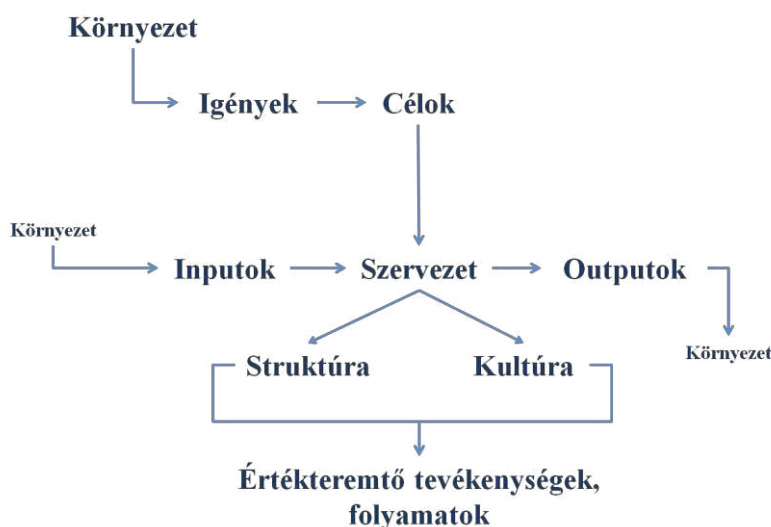 Környezet
Igények
Célok
Környezet
Inputok
Szervezet
Outputok
Környezet
Struktúra
Kultúra
Értékteremtő tevékenységek,
folyamatok